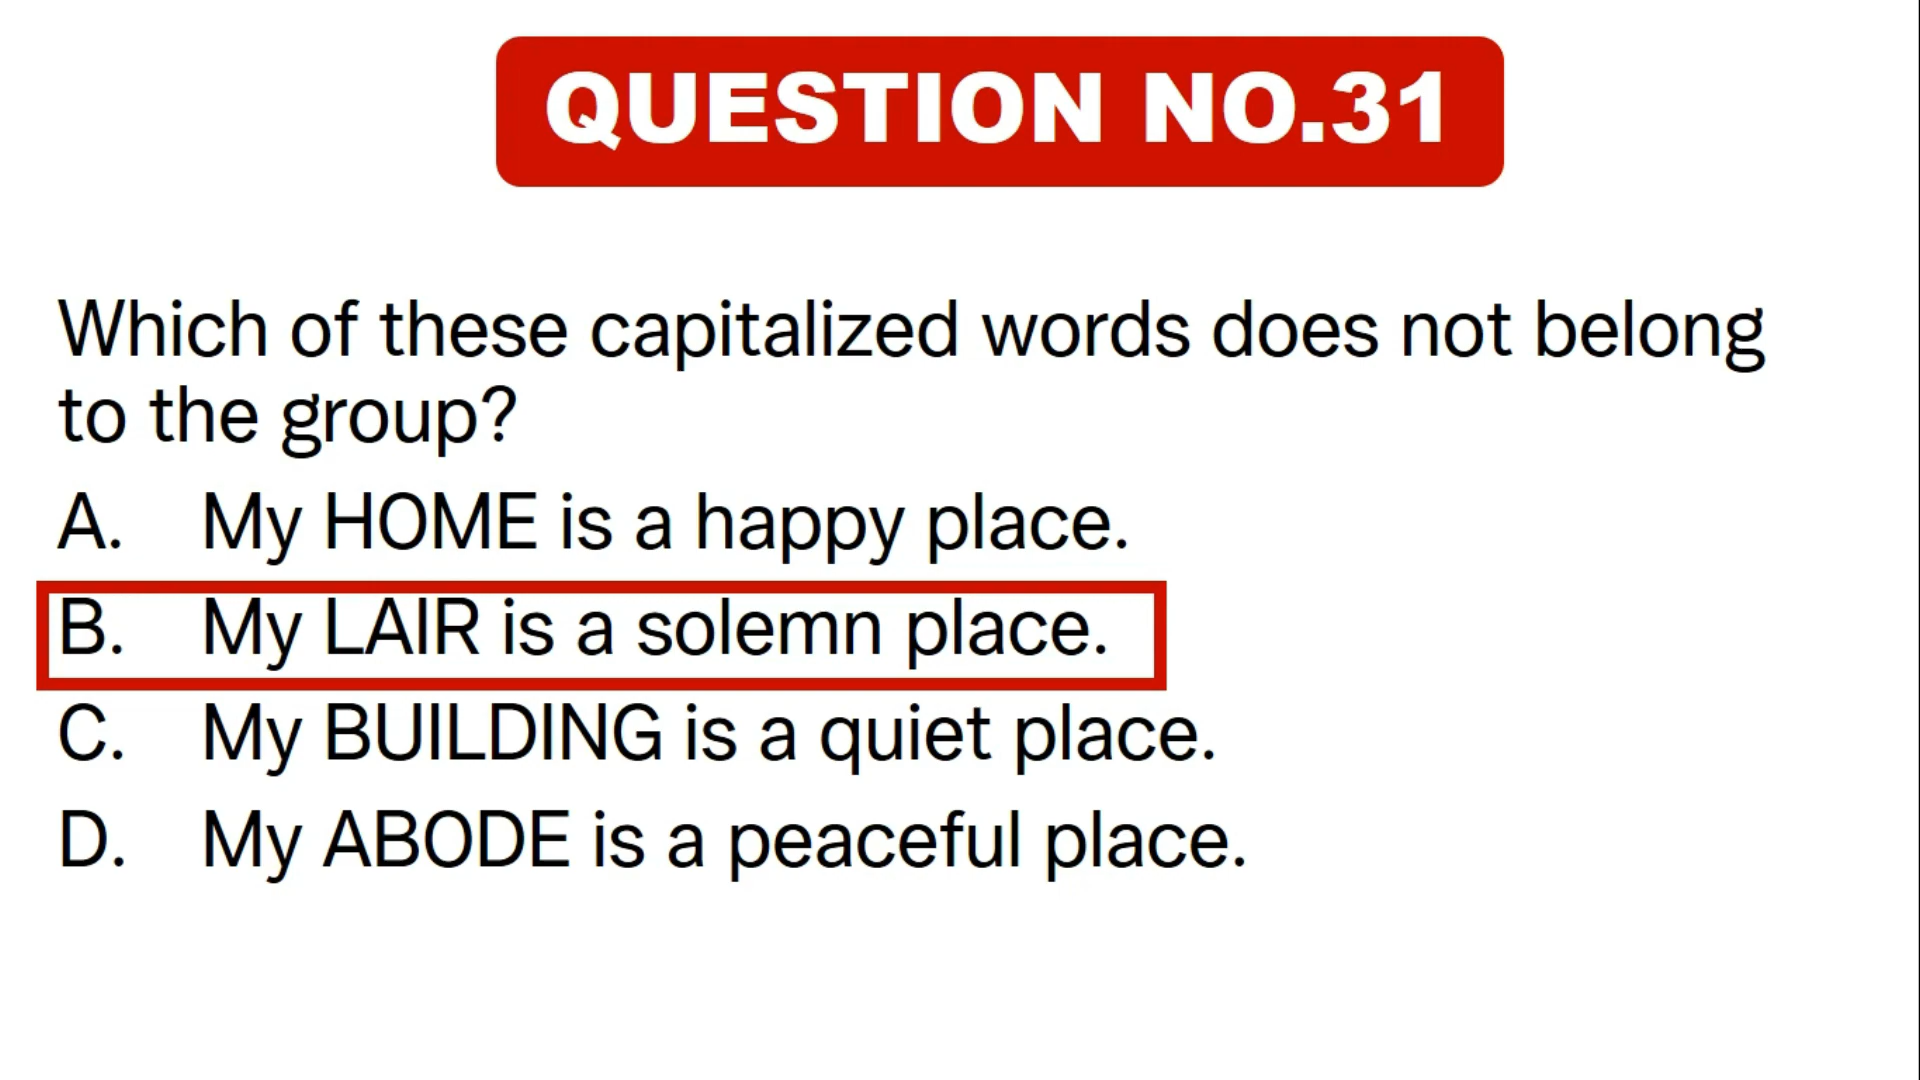 QUESTION NO.31
Which of these capitalized words does not belong
to the group?
A. My HOME is a happy place.
B. My LAIR is a solemn place.
C. My BUILDING is a quiet place.
D. My ABODE is a peaceful place.